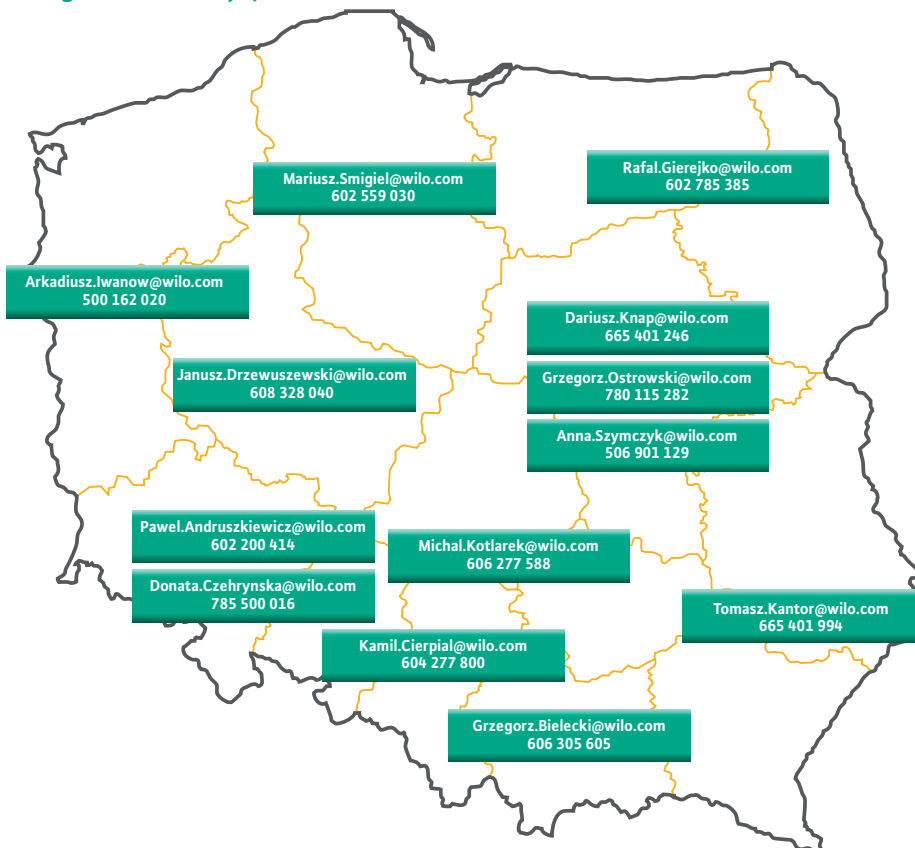 Mariusz.Smigiel@wilo.com
602 559 030
Rafal.Gierejko@wilo.com
602 785 385
Arkadiusz.Iwanow@wilo.com
500 162 020
Dariusz.Knap@wilo.com
665 401 246
Janusz.Drzewuszewski@wilo.com
608 328 040
Grzegorz.Ostrowski@wilo.com
780 115 282
Anna.Szymczyk@wilo.com
506 901 129
Pawel.Andruszkiewicz@wilo.com
602 200 414
Michal.Kotlarek@wilo.com
606 277 588
Donata.Czehrynska@wilo.com
785 500 016
Tomasz.Kantor@wilo.com
665 401 994
Kamil.Cierpial@wilo.com
604 277 800
Grzegorz.Bielecki@wilo.com
606 305 605